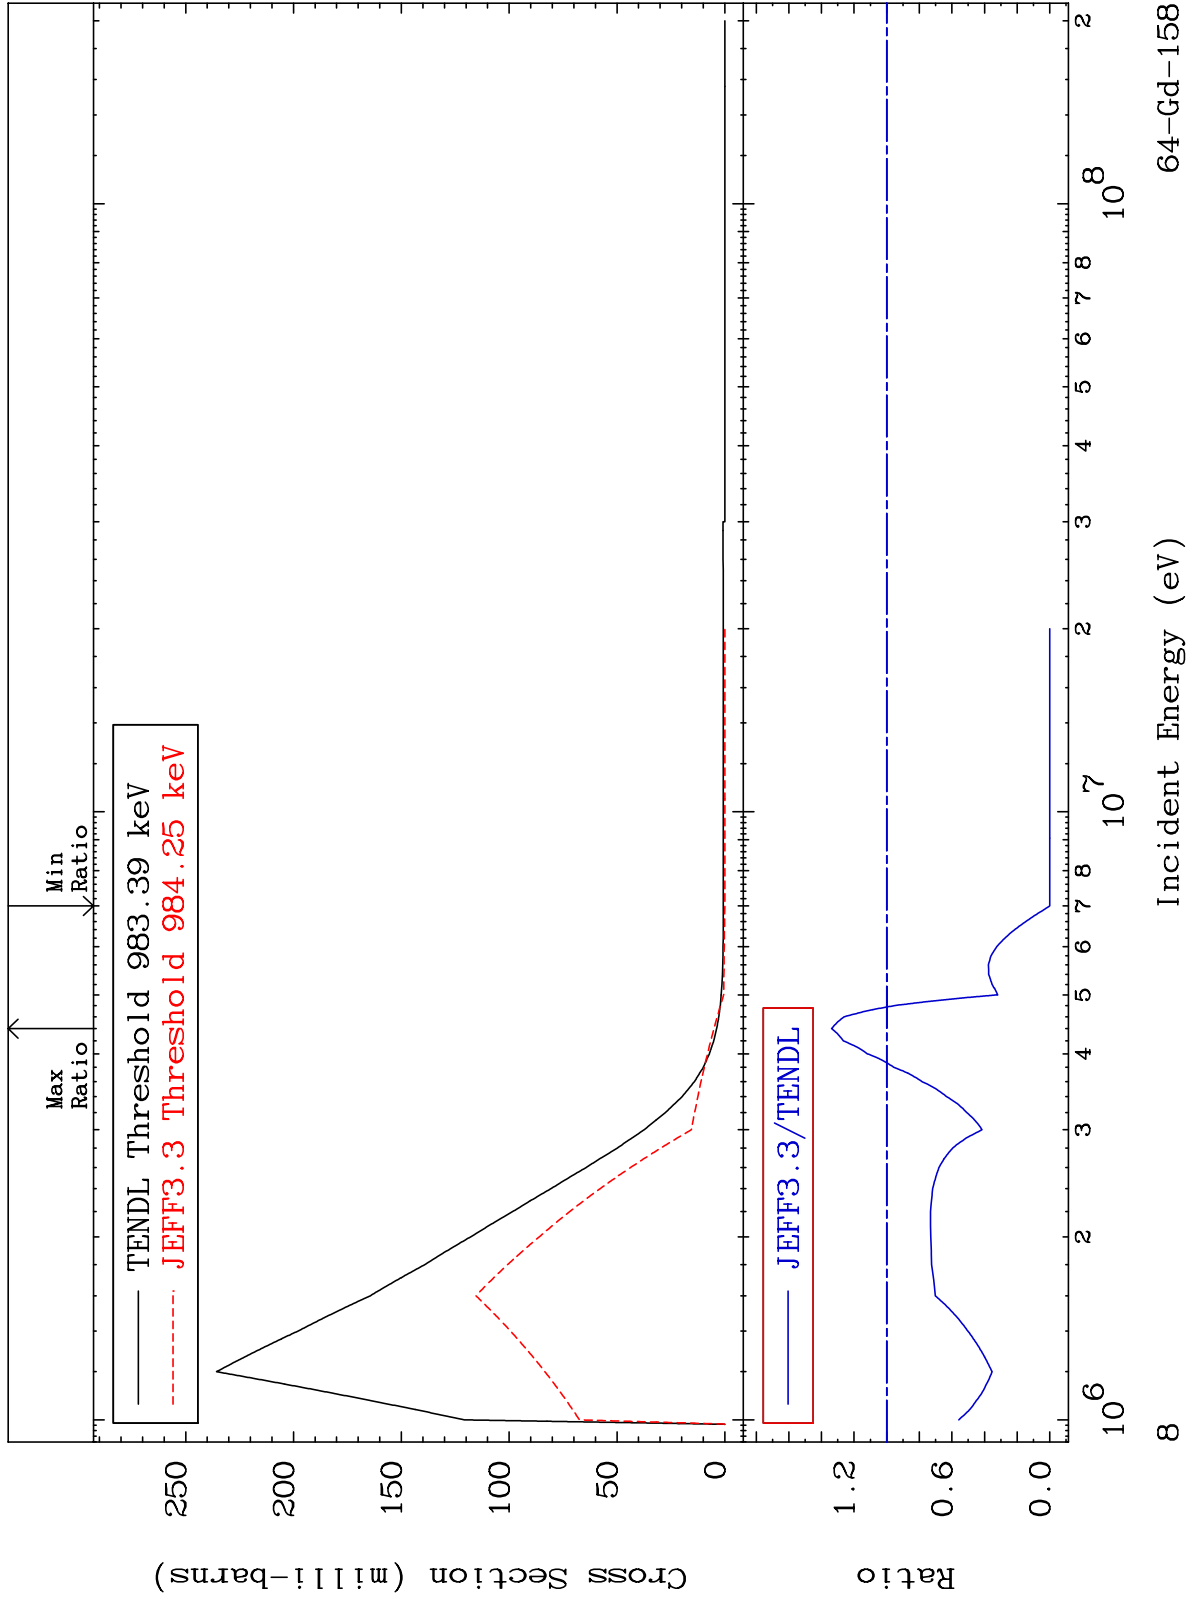 Max
Ratio
Min
Ratio
TENDL Threshold 983.39 keV
JEFF3.3 Threshold 984.25 keV
250
200
150
100
50
0
Cross Section (milli-barns)
JEFF3.3/TENDL
1.2
0.6
0.0
Ratio
10^6 2 3 4 5 6 7 8 10^7 2 3 4 5 6 7 8 10^8 2
Incident Energy (eV)
8
64-Gd-158